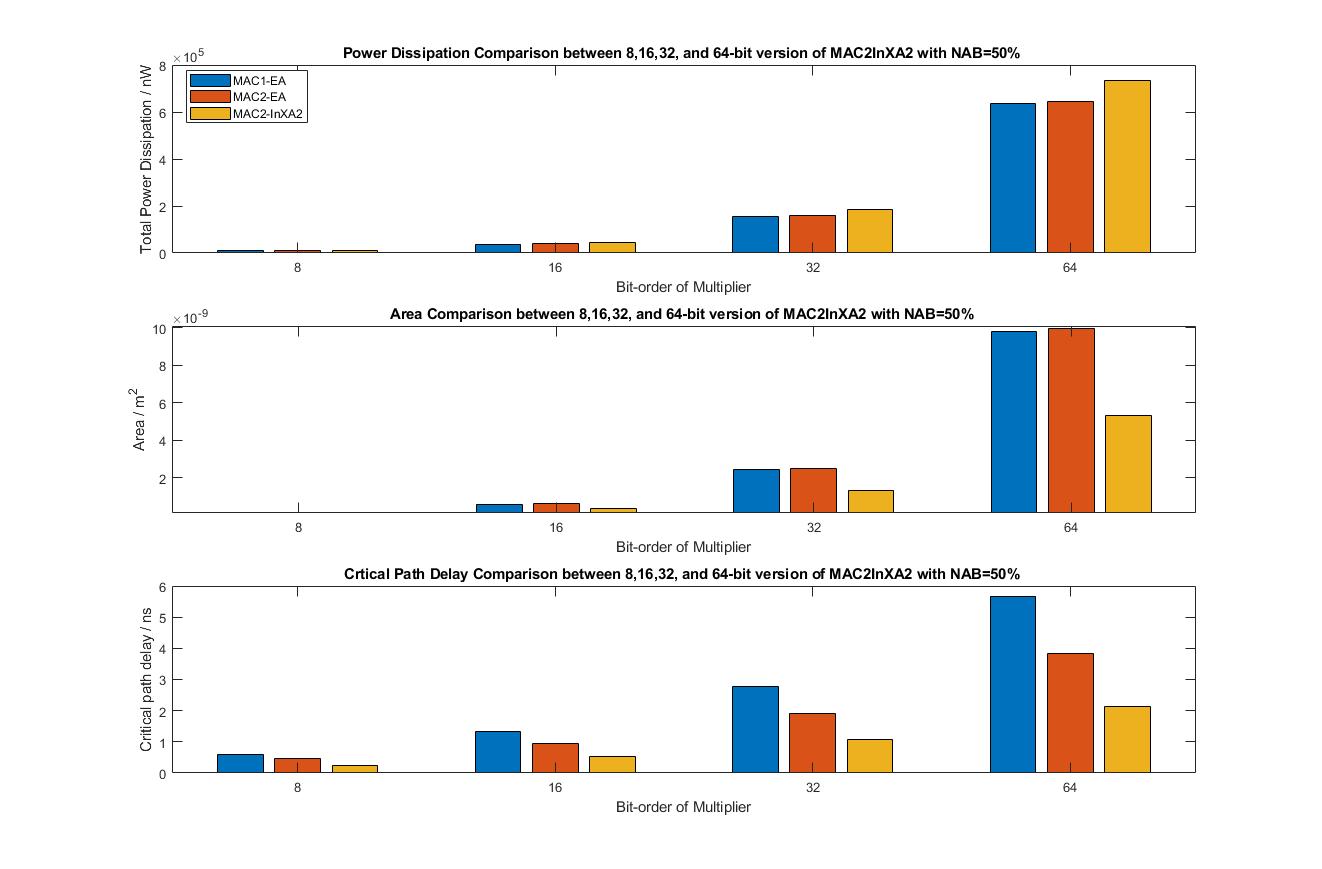 Power Dissipation Comparison between 8,16,32, and 64-bit version of MAC2InXA2 with NAB=50%
×10^5
Total Power Dissipation / nW
8
6
4
2
0
MAC1-EA
MAC2-EA
MAC2-InXA2
8 16 32 64
Bit-order of Multiplier
Area Comparison between 8,16,32, and 64-bit version of MAC2InXA2 with NAB=50%
×10^-9
Area / m^2
10
8
6
4
2
8 16 32 64
Bit-order of Multiplier
Crtical Path Delay Comparison between 8,16,32, and 64-bit version of MAC2InXA2 with NAB=50%
Critical path delay / ns
6
5
4
3
2
1
0
8 16 32 64
Bit-order of Multiplier